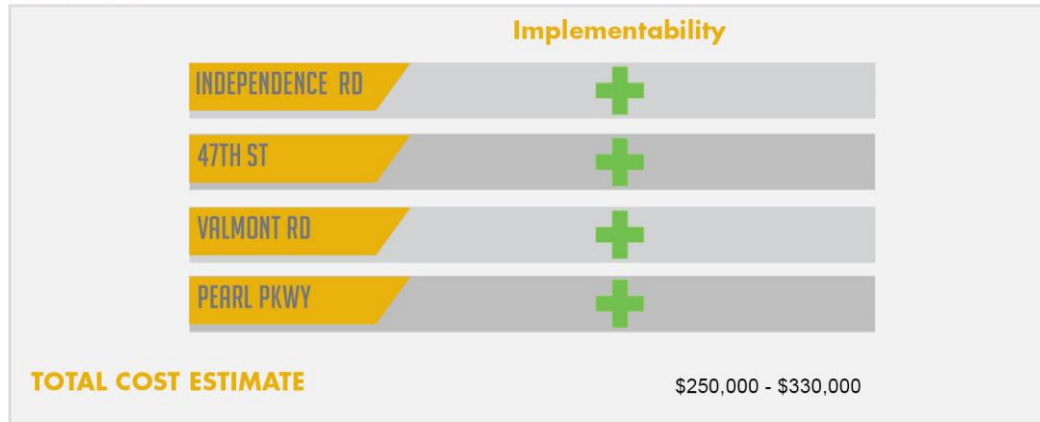 Implementability
INDEPENDENCE RD
47TH ST
VALMONT RD
PEARL PKWY
TOTAL COST ESTIMATE
$250,000 - $330,000